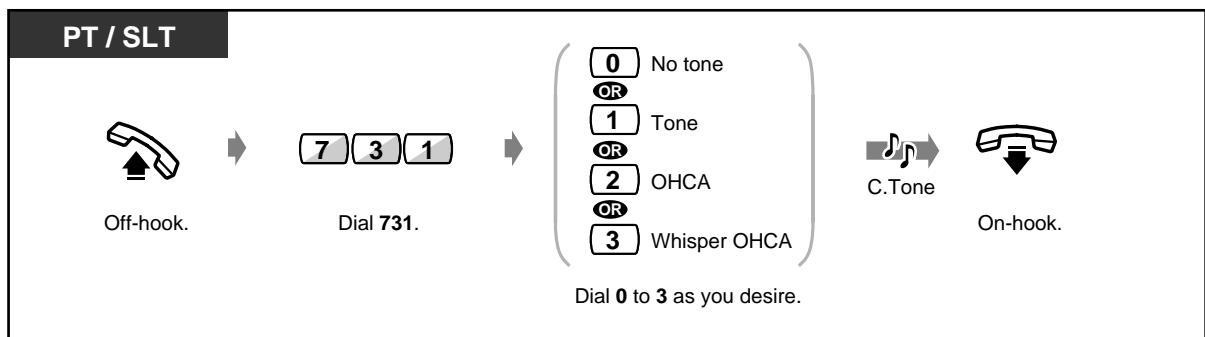 PT / SLT
0 No tone
OR
1 Tone
OR
2 OHCA
OR
3 Whisper OHCA
7 3 1
C.Tone
Off-hook.
Dial 731.
On-hook.
Dial 0 to 3 as you desire.